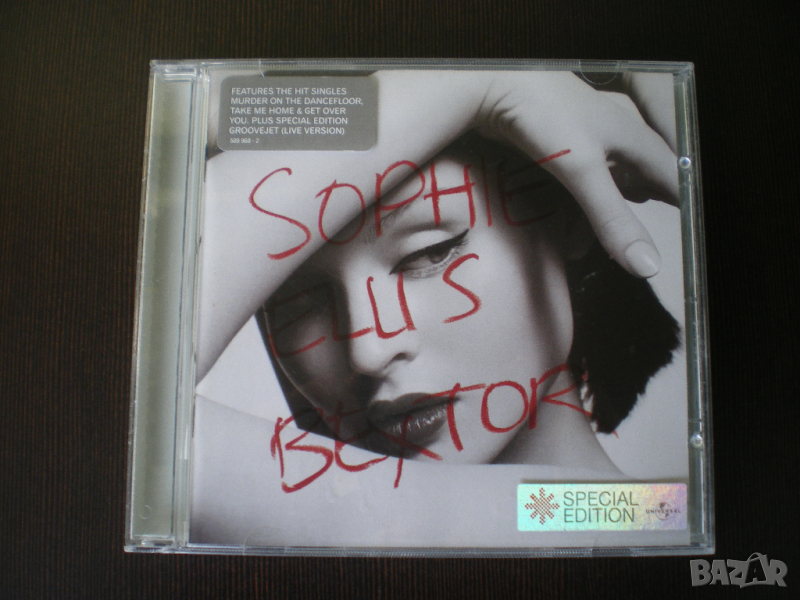 FEATURES THE HIT SINGLES
MURDER ON THE DANCEFLOOR,
TAKE ME HOME & GET OVER
YOU. PLUS SPECIAL EDITION
GROOVEJET (LIVE VERSION)
SOPHIE
ELLIS
BEXTOR
SPECIAL
EDITION
UNIVERSAL
BAZAR